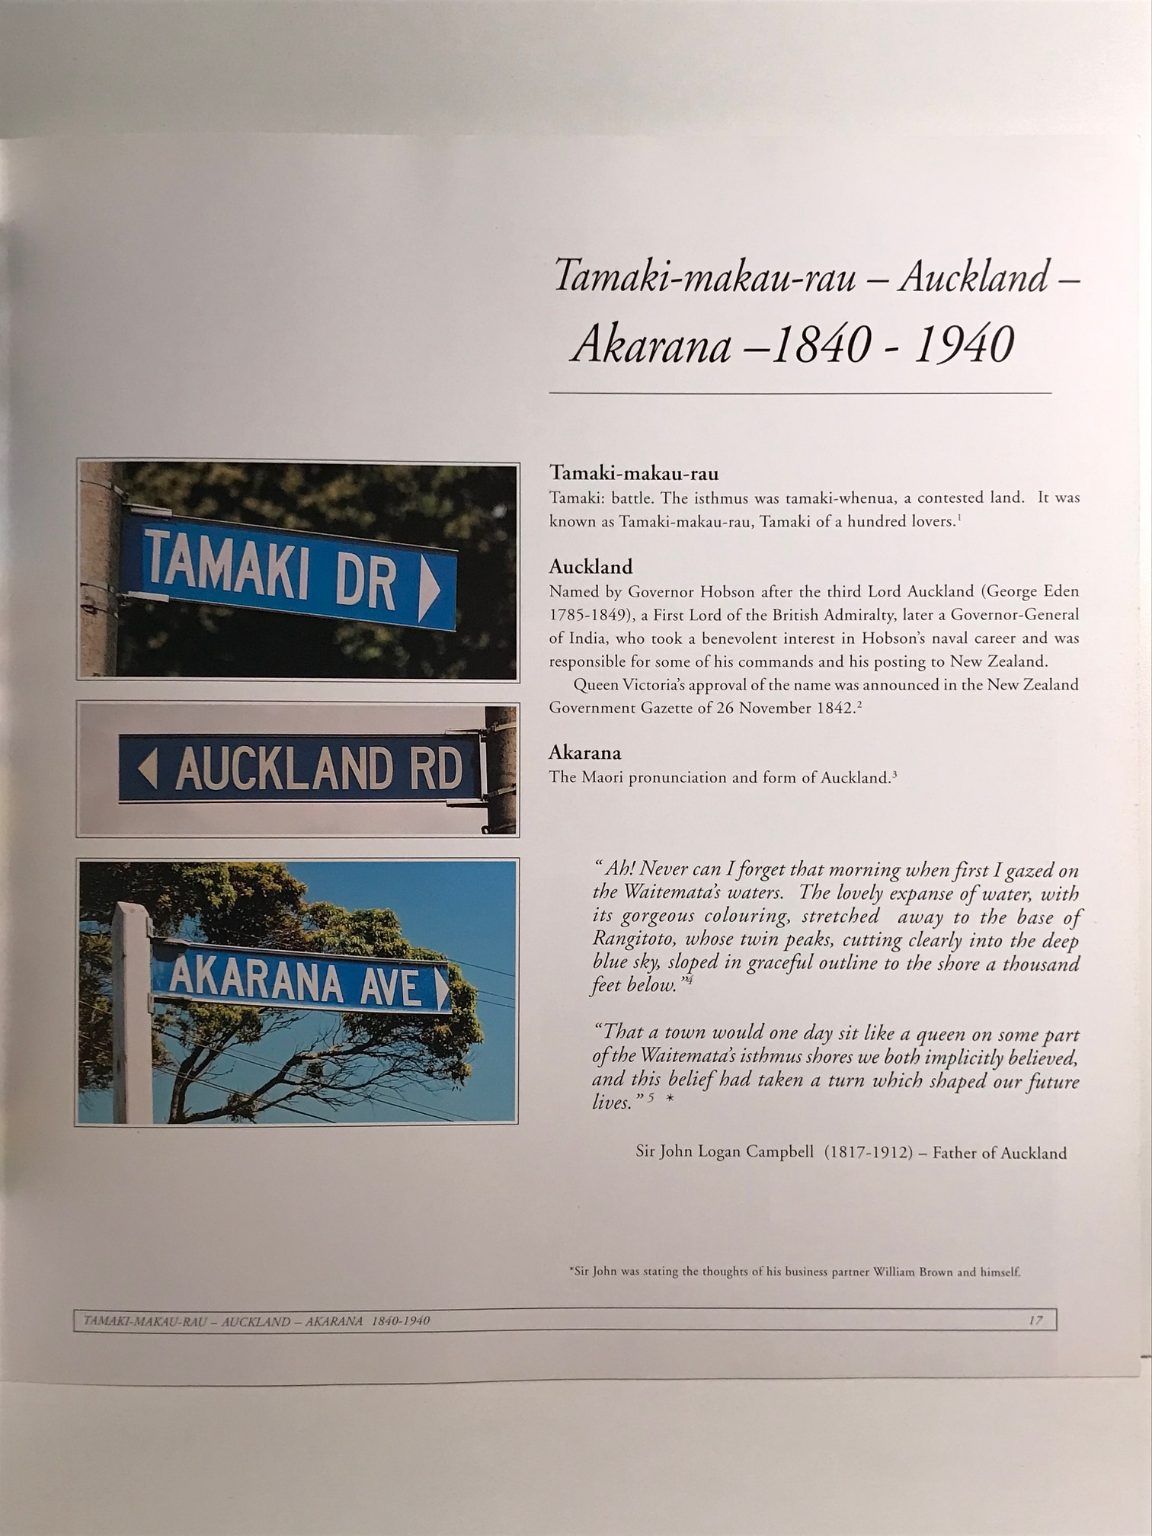 Tamaki-makau-rau – Auckland –
Akarana –1840 - 1940
TAMAKI DR
AUCKLAND RD
AKARANA AVE
Tamaki-makau-rau
Tamaki: battle. The isthmus was tamaki-whenua, a contested land. It was
known as Tamaki-makau-rau, Tamaki of a hundred lovers.¹
Auckland
Named by Governor Hobson after the third Lord Auckland (George Eden
1785-1849), a First Lord of the British Admiralty, later a Governor-General
of India, who took a benevolent interest in Hobson's naval career and was
responsible for some of his commands and his posting to New Zealand.
Queen Victoria's approval of the name was announced in the New Zealand
Government Gazette of 26 November 1842.²
Akarana
The Maori pronunciation and form of Auckland.³
“Ah! Never can I forget that morning when first I gazed on
the Waitemata's waters. The lovely expanse of water, with
its gorgeous colouring, stretched away to the base of
Rangitoto, whose twin peaks, cutting clearly into the deep
blue sky, sloped in graceful outline to the shore a thousand
feet below.”⁴
“That a town would one day sit like a queen on some part
of the Waitemata's isthmus shores we both implicitly believed,
and this belief had taken a turn which shaped our future
lives.” ⁵ *
Sir John Logan Campbell (1817-1912) – Father of Auckland
*Sir John was stating the thoughts of his business partner William Brown and himself.
TAMAKI-MAKAU-RAU – AUCKLAND – AKARANA 1840-1940 17